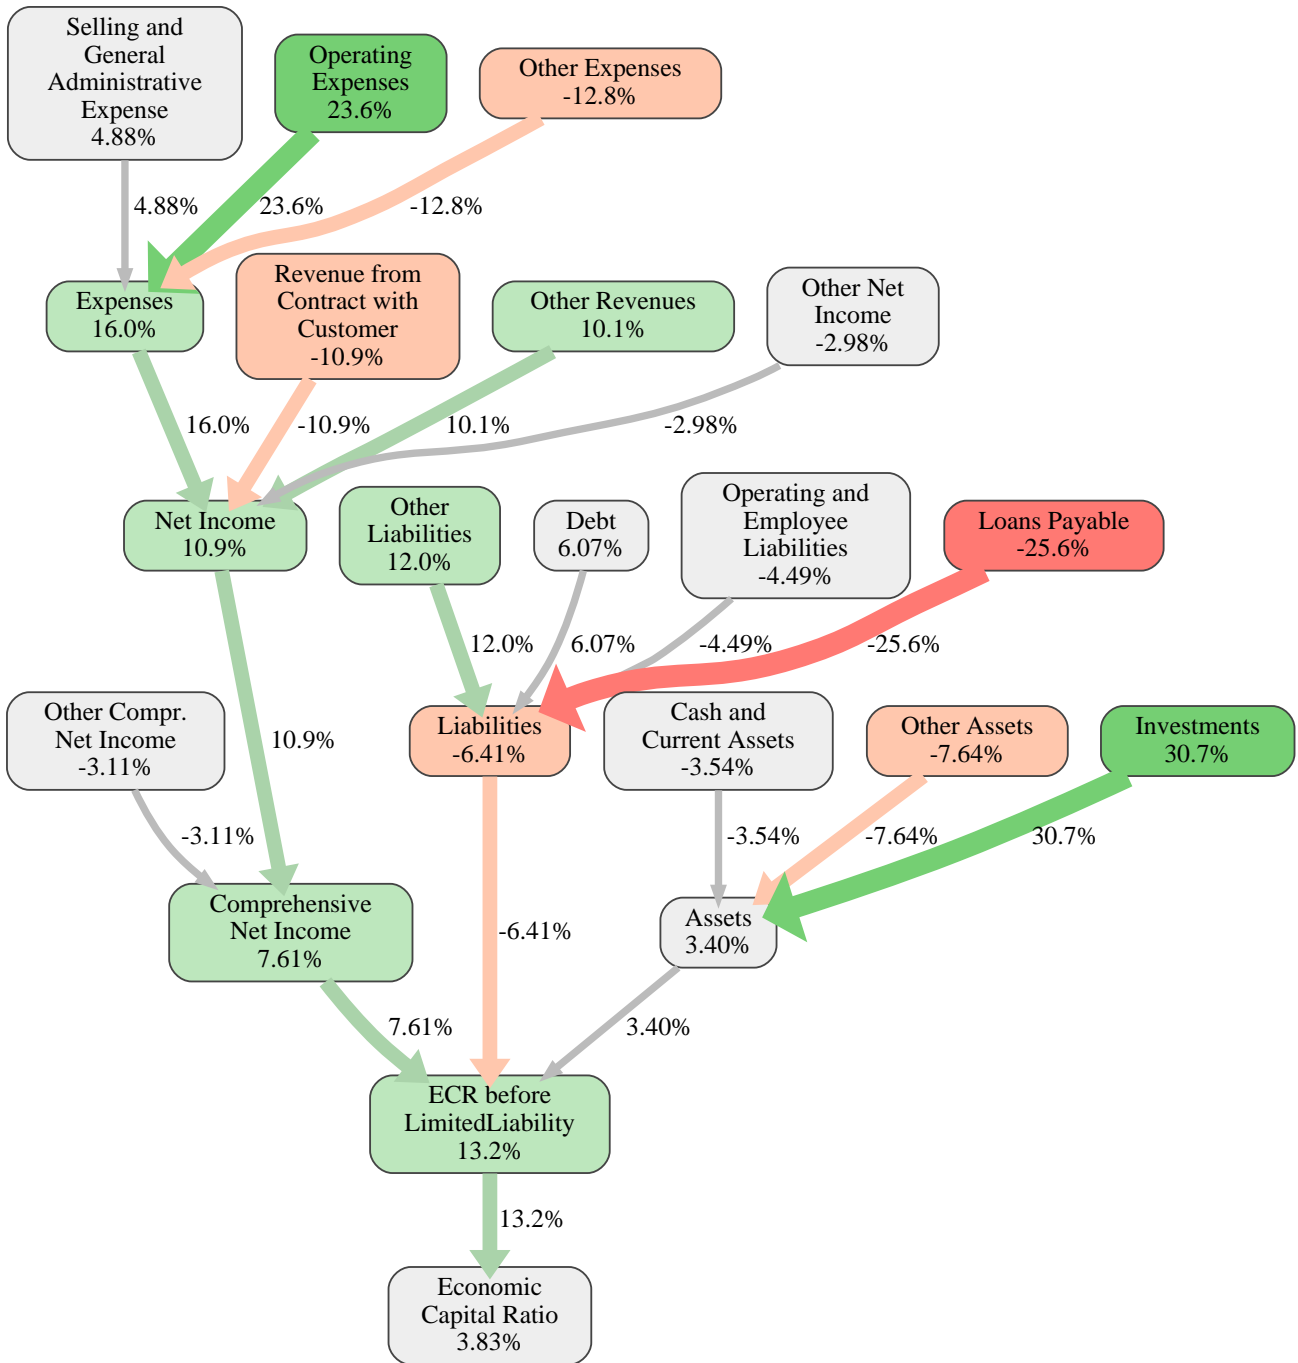 Selling and
General
Administrative
Expense
4.88%
Operating
Expenses
23.6%
Other Expenses
-12.8%
4.88%
23.6%
-12.8%
Expenses
16.0%
Revenue from
Contract with
Customer
-10.9%
Other Revenues
10.1%
Other Net
Income
-2.98%
16.0%
-10.9%
10.1%
-2.98%
Net Income
10.9%
Other
Liabilities
12.0%
Debt
6.07%
Operating and
Employee
Liabilities
-4.49%
Loans Payable
-25.6%
12.0%
6.07%
-4.49%
-25.6%
Other Compr.
Net Income
-3.11%
10.9%
Liabilities
-6.41%
Cash and
Current Assets
-3.54%
Other Assets
-7.64%
Investments
30.7%
-3.11%
-3.54%
-7.64%
30.7%
Comprehensive
Net Income
7.61%
-6.41%
Assets
3.40%
7.61%
3.40%
ECR before
LimitedLiability
13.2%
13.2%
Economic
Capital Ratio
3.83%